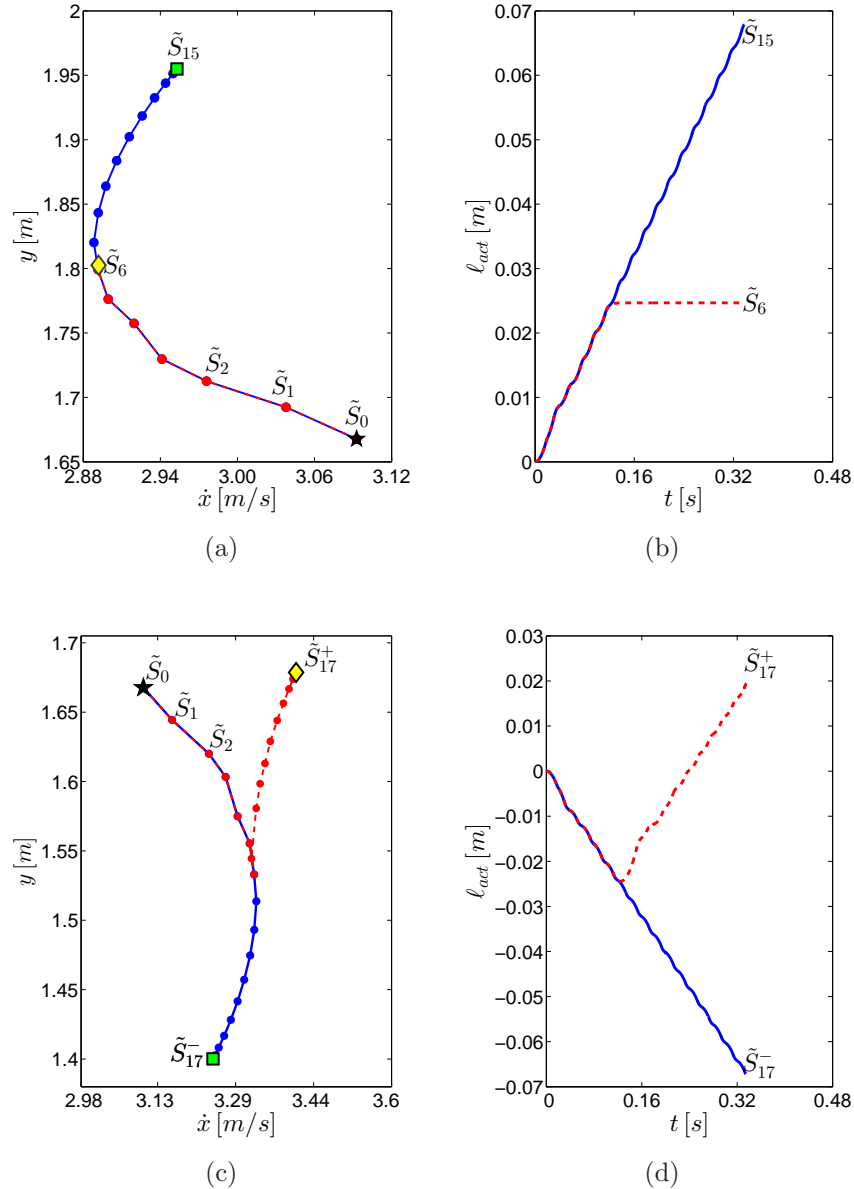 2
1.95
1.9
1.85
1.8
1.75
1.7
1.65
2.88 2.94 3.00 3.06 3.12
y [m]
ẋ [m/s]
S̃₁₅
S̃₆
S̃₂
S̃₁
S̃₀
(a)
0.07
0.06
0.05
0.04
0.03
0.02
0.01
0
0 0.16 0.32 0.48
ℓ_act [m]
t [s]
S̃₁₅
S̃₆
(b)
1.7
1.65
1.6
1.55
1.5
1.45
1.4
2.98 3.13 3.29 3.44 3.6
y [m]
ẋ [m/s]
S̃₀
S̃₁
S̃₂
S̃₁₇⁺
S̃₁₇⁻
(c)
0.03
0.02
0.01
0
−0.01
−0.02
−0.03
−0.04
−0.05
−0.06
−0.07
0 0.16 0.32 0.48
ℓ_act [m]
t [s]
S̃₁₇⁺
S̃₁₇⁻
(d)